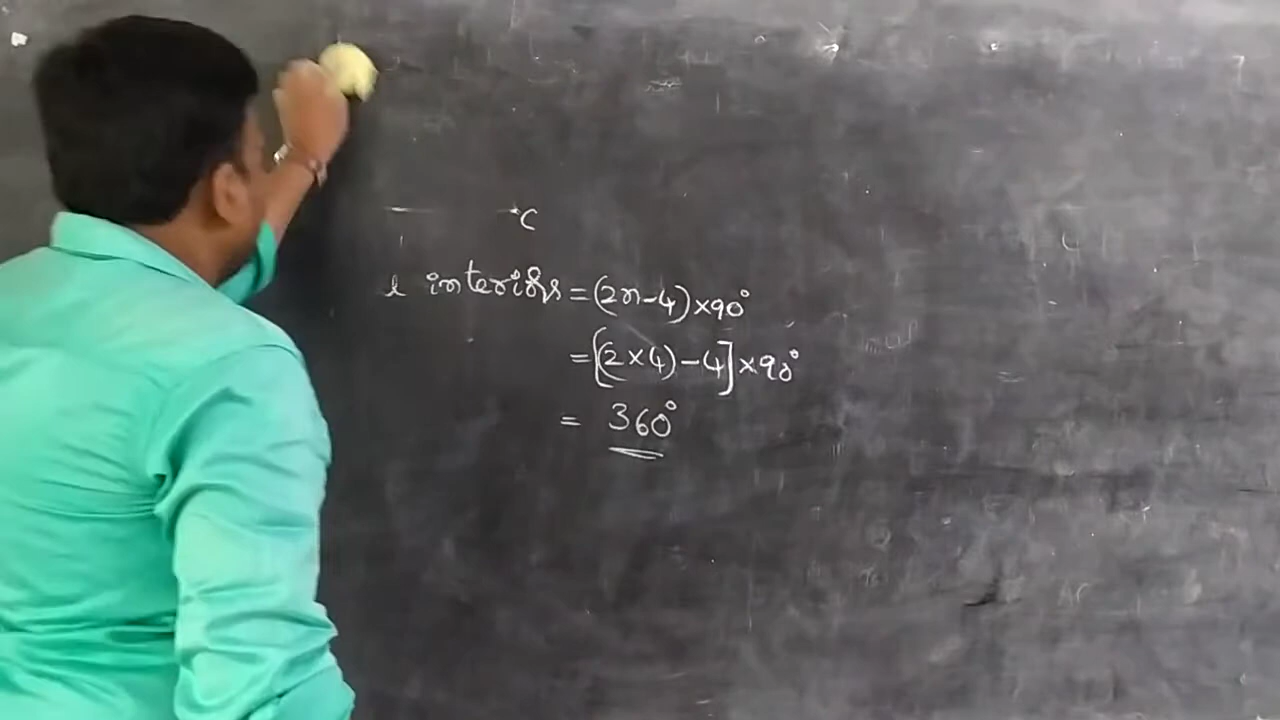 C
l interiors = (2n-4)×90°
= [(2×4)-4]×90°
= 360°